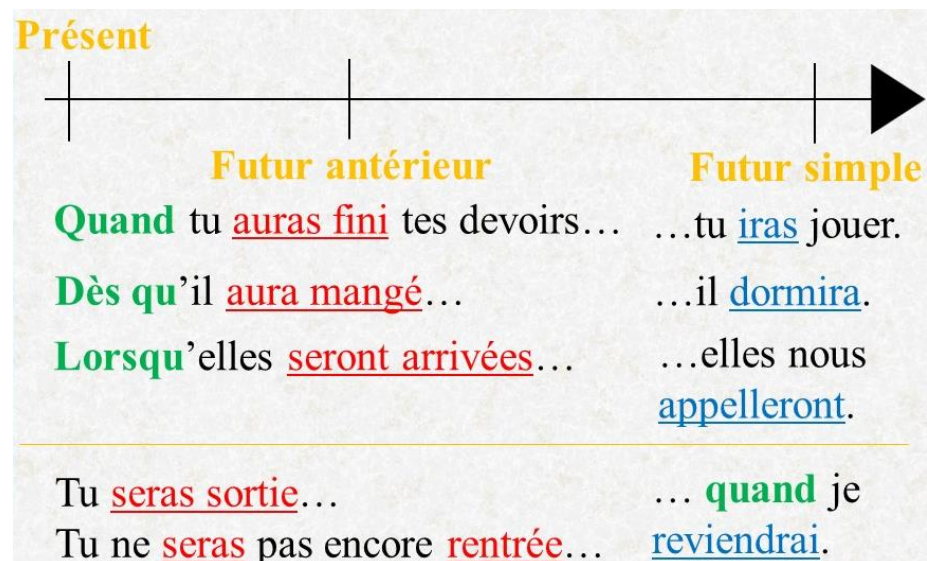 Présent
Futur antérieur Futur simple
Quand tu auras fini tes devoirs… …tu iras jouer.
Dès qu’il aura mangé… …il dormira.
Lorsqu’elles seront arrivées… …elles nous
appelleront.
Tu seras sortie… … quand je
Tu ne seras pas encore rentrée… reviendrai.